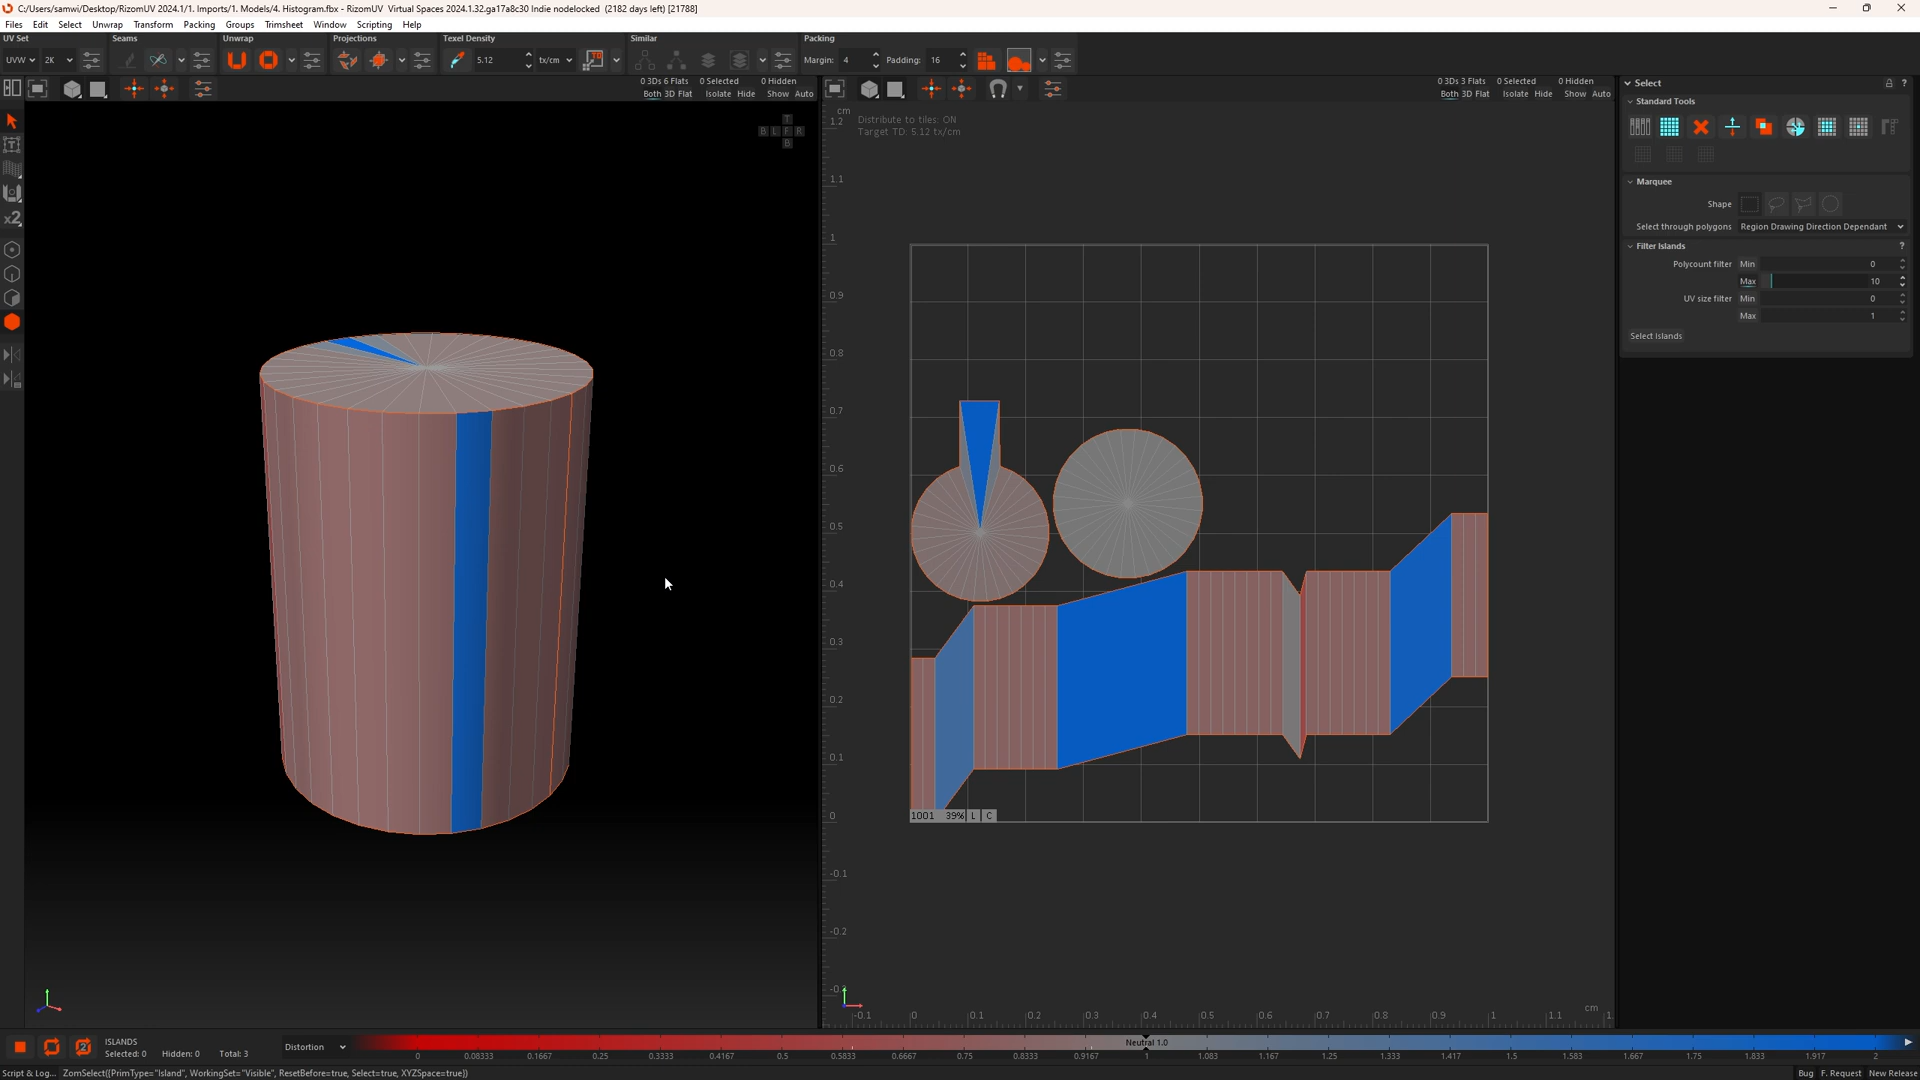 C:/Users/samwi/Desktop/RizomUV 2024.1/1. Imports/1. Models/4. Histogram.fbx - RizomUV Virtual Spaces 2024.1.32.ga17a8c30 Indie nodelocked (2182 days left) [21788]
Files Edit Select Unwrap Transform Packing Groups Trimsheet Window Scripting Help
UV Set Seams Unwrap Projections Texel Density Similar Packing
UVW 2K 5.12 tx/cm TD Margin: 4 Padding: 16
0 3Ds 6 Flats 0 Selected 0 Hidden
Both 3D Flat Isolate Hide Show Auto
0 3Ds 3 Flats 0 Selected 0 Hidden
Both 3D Flat Isolate Hide Show Auto
T
B L F R
B
x2
cm
Distribute to tiles: ON
Target TD: 5.12 tx/cm
1.2
1.1
1
0.9
0.8
0.7
0.6
0.5
0.4
0.3
0.2
0.1
0
-0.1
-0.2
1001 39% L C
cm
-0.1 0 0.1 0.2 0.3 0.4 0.5 0.6 0.7 0.8 0.9 1 1.1
Select ?
Standard Tools
Marquee
Shape
Select through polygons Region Drawing Direction Dependant
Filter Islands ?
Polycount filter Min 0
Max 10
UV size filter Min 0
Max 1
Select Islands
ISLANDS
Selected: 0 Hidden: 0 Total: 3
Distortion
Neutral 1.0
0 0.08333 0.1667 0.25 0.3333 0.4167 0.5 0.5833 0.6667 0.75 0.8333 0.9167 1 1.083 1.167 1.25 1.333 1.417 1.5 1.583 1.667 1.75 1.833 1.917 2
Script & Log... ZomSelect({PrimType="Island", WorkingSet="Visible", ResetBefore=true, Select=true, XYZSpace=true})
Bug F. Request New Release